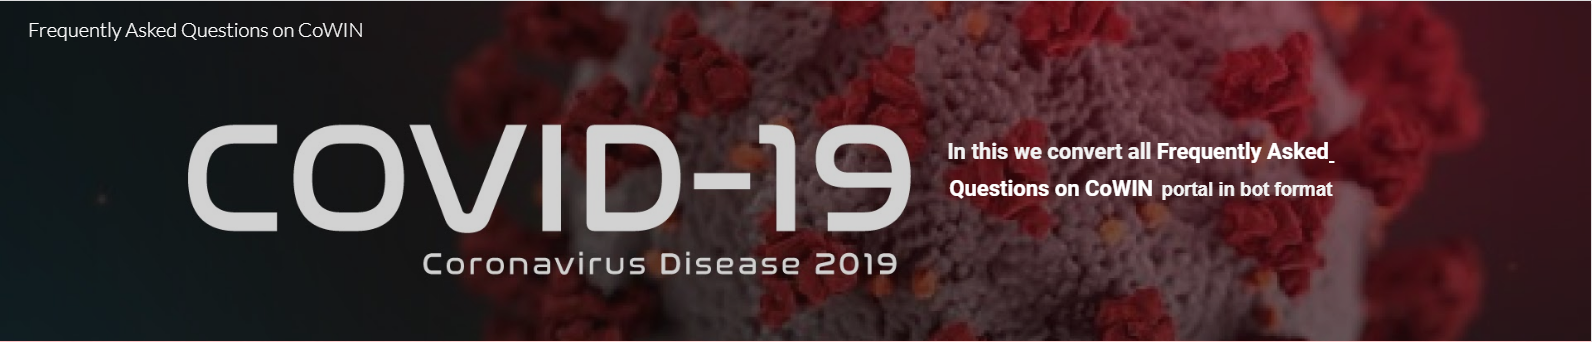 Frequently Asked Questions on CoWIN
COVID-19
Coronavirus Disease 2019
In this we convert all Frequently Asked_
Questions on CoWIN portal in bot format